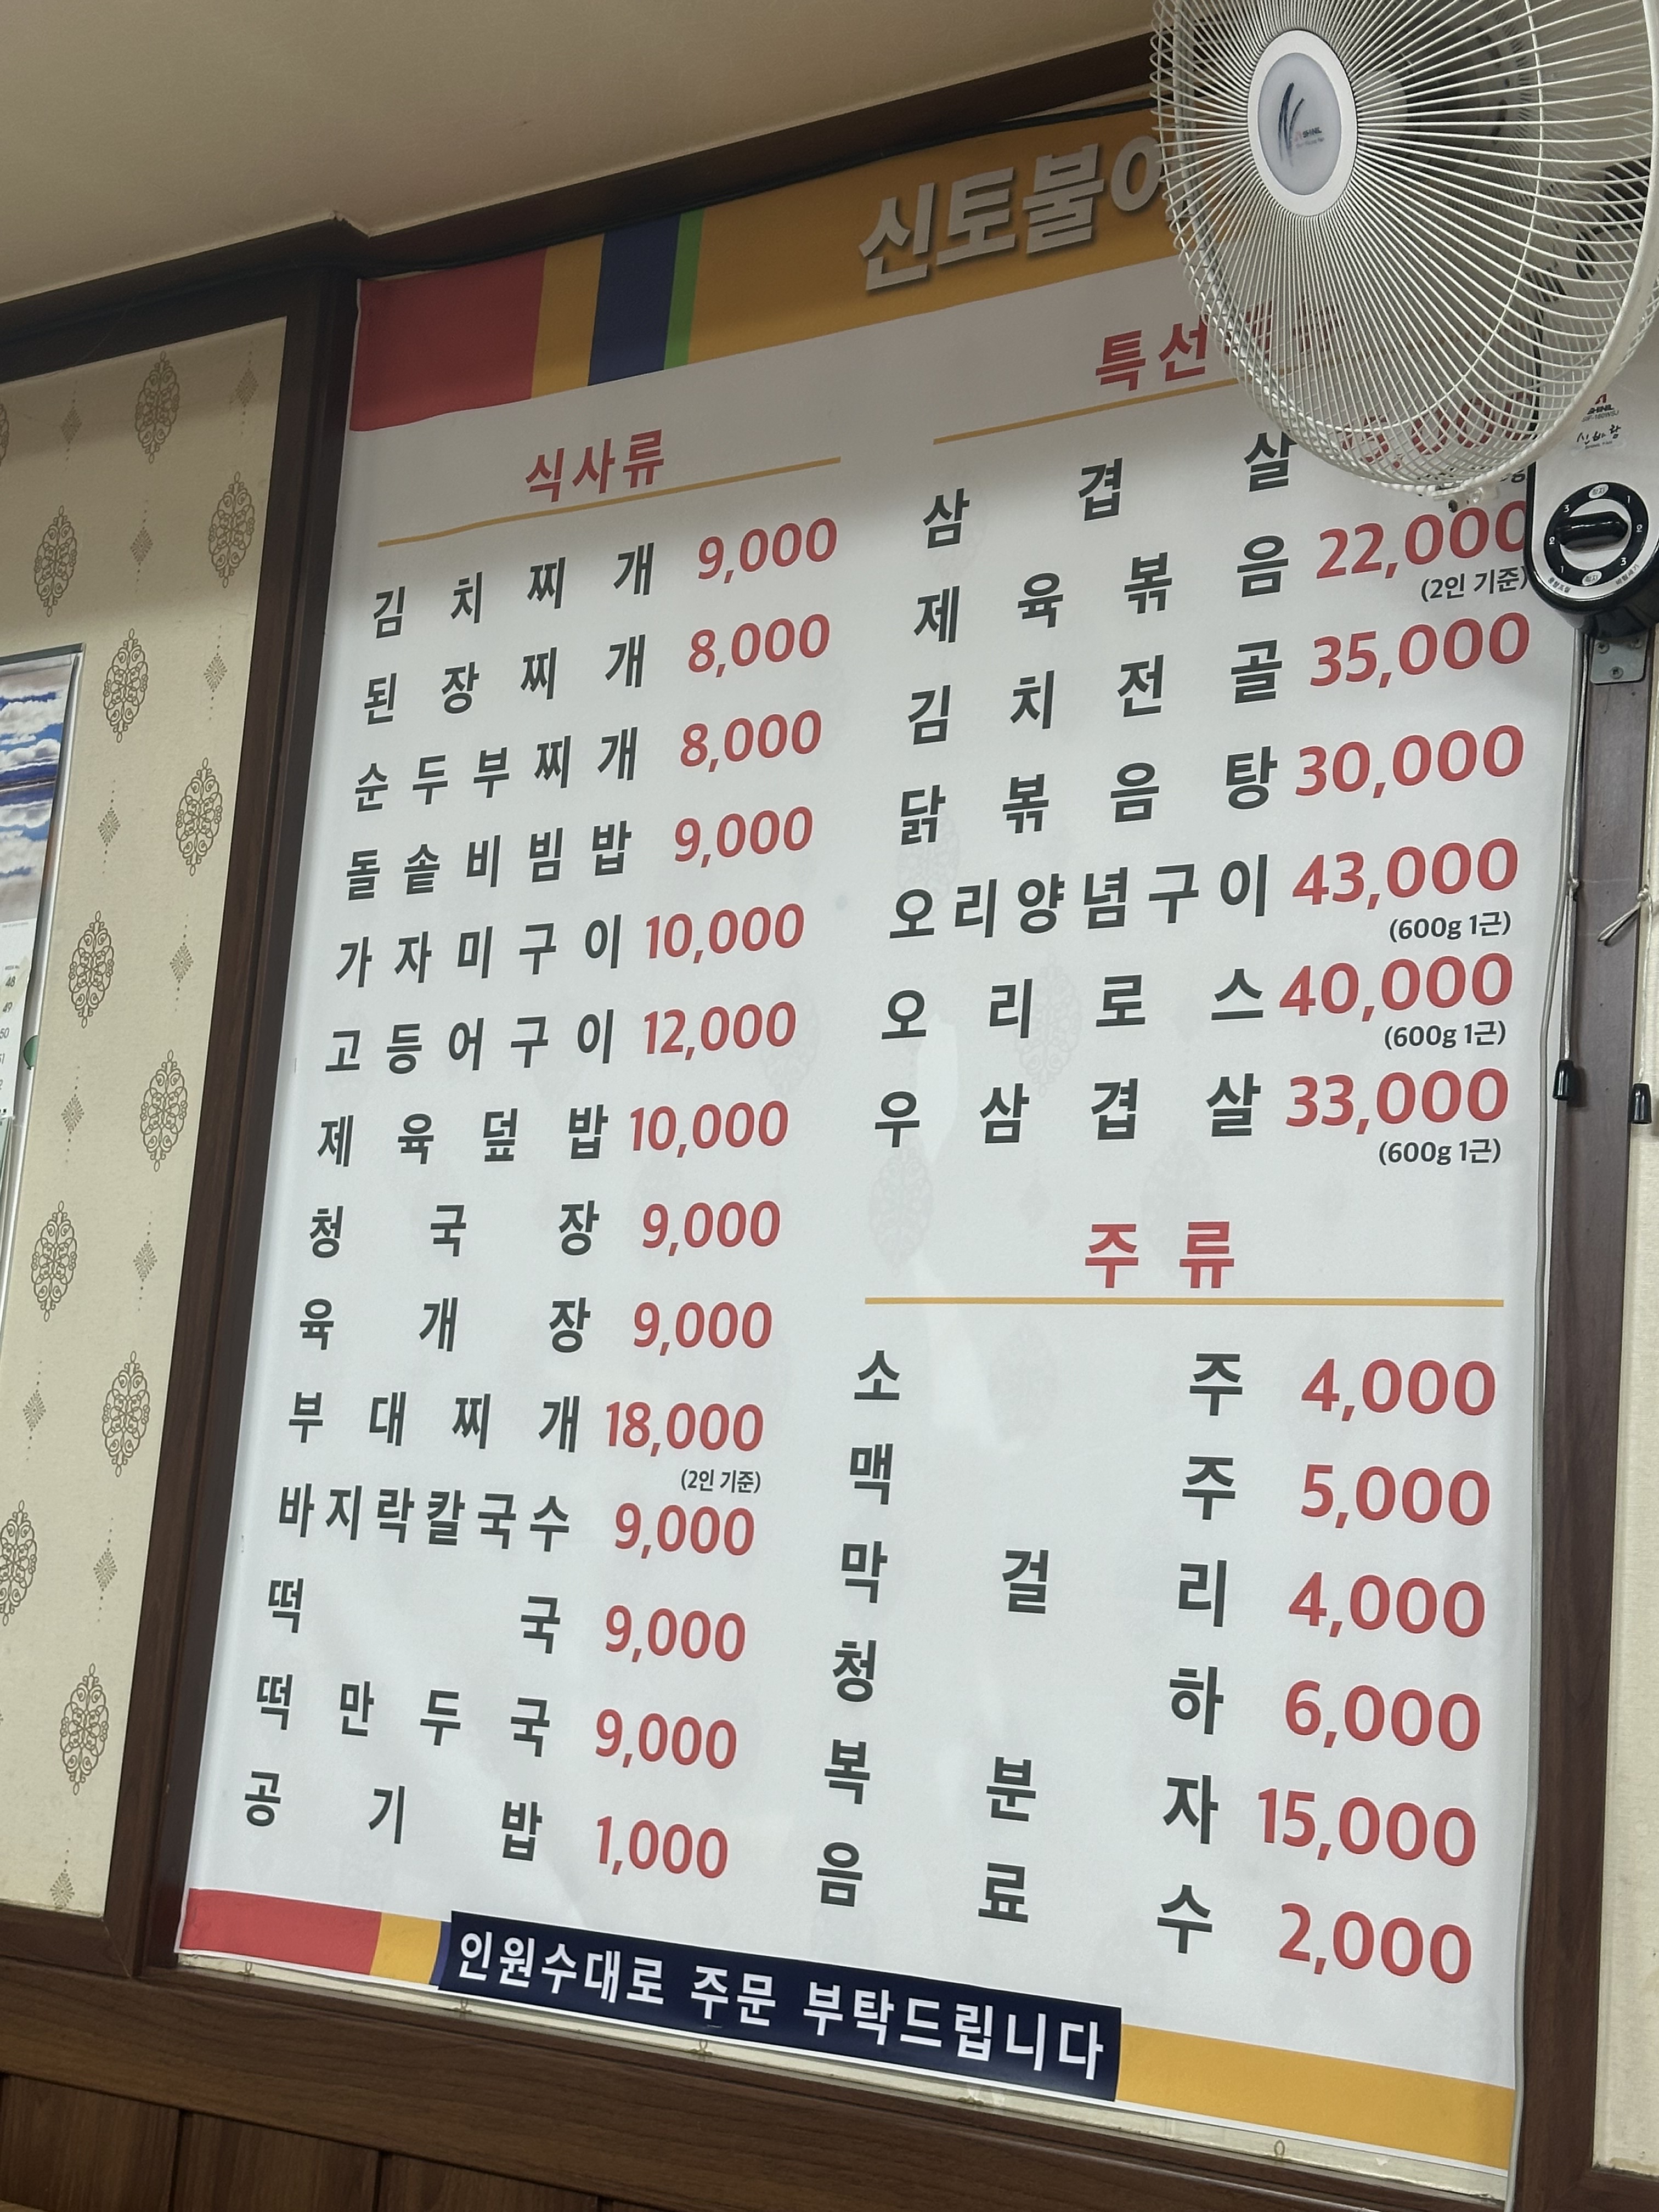 신토불이
식사류
김치찌개 9,000
된장찌개 8,000
순두부찌개 8,000
돌솥비빔밥 9,000
가자미구이 10,000
고등어구이 12,000
제육덮밥 10,000
청국장 9,000
육개장 9,000
부대찌개 18,000
(2인 기준)
바지락칼국수 9,000
떡국 9,000
떡만두국 9,000
공기밥 1,000
특선
삼겹살
제육볶음 22,000
(2인 기준)
김치전골 35,000
닭볶음탕 30,000
오리양념구이 43,000
(600g 1근)
오리로스 40,000
(600g 1근)
우삼겹살 33,000
(600g 1근)
주류
소주 4,000
맥주 5,000
막걸리 4,000
청하 6,000
복분자 15,000
음료수 2,000
인원수대로 주문 부탁드립니다
SHINIL
SHINIL
신바람
48
49
50
51